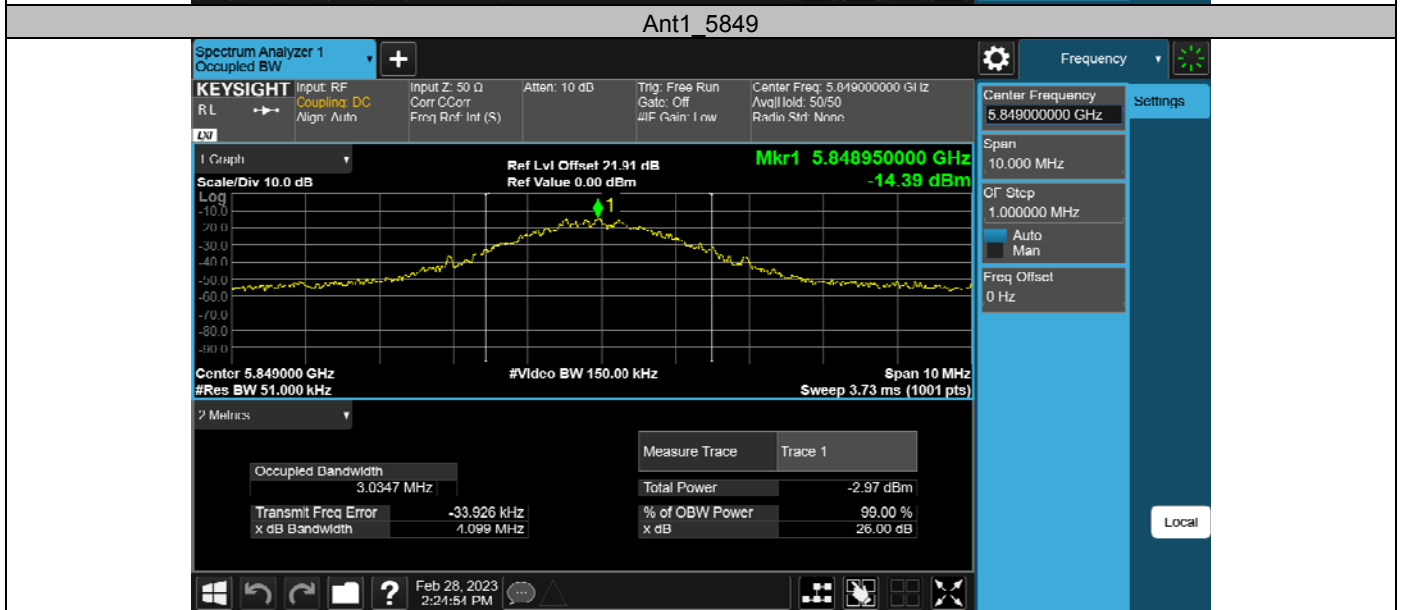 Ant1_5849
Spectrum Analyzer 1
Occupied BW
Frequency
KEYSIGHT
R L
LXI
Input: RF
Coupling: DC
Align: Auto
Input Z: 50 Ω
Corr CCorr
Freq Ref: Int (S)
Atten: 10 dB
Trig: Free Run
Gate: Off
#IF Gain: Low
Center Freq: 5.849000000 GHz
Avg|Hold: 50/50
Radio Std: None
Center Frequency
5.849000000 GHz
Settings
Span
10.000 MHz
CF Step
1.000000 MHz
Auto
Man
Freq Offset
0 Hz
1 Graph
Scale/Div 10.0 dB
Ref Lvl Offset 21.91 dB
Ref Value 0.00 dBm
Mkr1 5.848950000 GHz
-14.39 dBm
Log
1
-10.0
-20.0
-30.0
-40.0
-50.0
-60.0
-70.0
-80.0
-90.0
Center 5.849000 GHz
#Res BW 51.000 kHz
#Video BW 150.00 kHz
Span 10 MHz
Sweep 3.73 ms (1001 pts)
2 Metrics
Measure Trace Trace 1
Occupied Bandwidth
3.0347 MHz
Total Power -2.97 dBm
Transmit Freq Error -33.926 kHz
% of OBW Power 99.00 %
x dB Bandwidth 4.099 MHz
x dB 26.00 dB
Local
Feb 28, 2023
2:24:54 PM